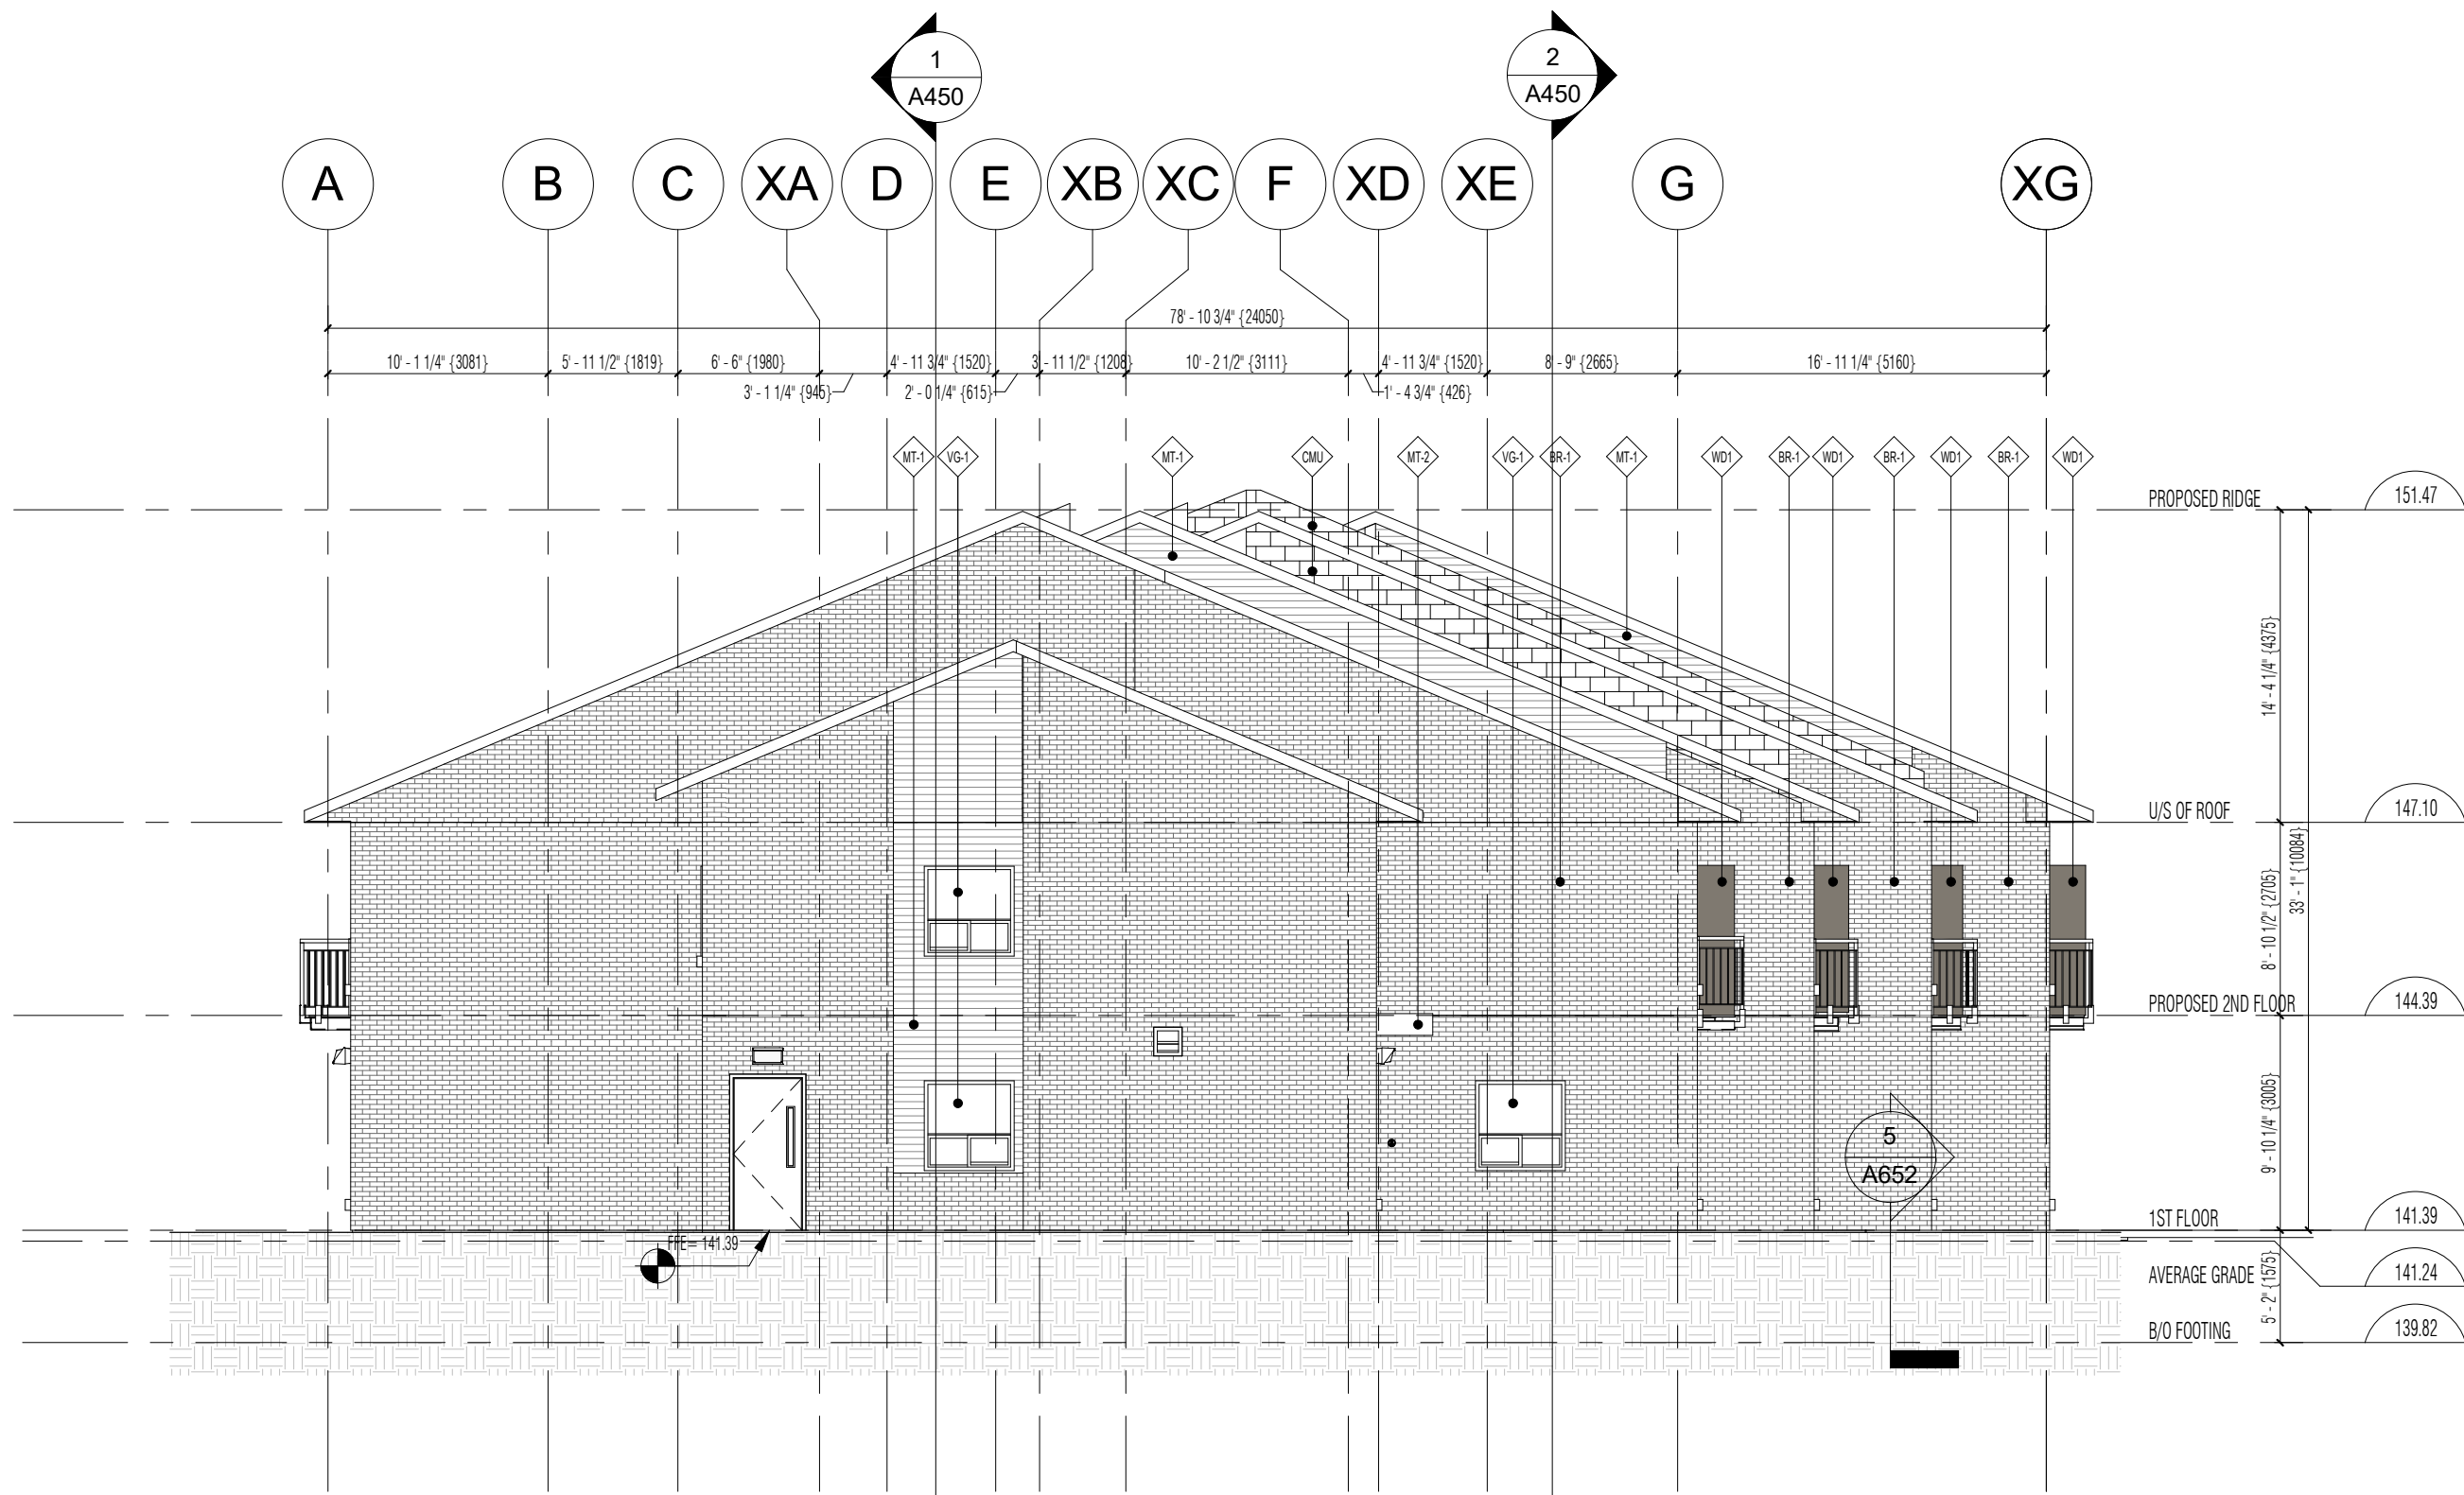 1
A450
2
A450
A
B
C
XA
D
E
XB
XC
F
XD
XE
G
XG
78' - 10 3/4" {24050}
10' - 1 1/4" {3081}
5' - 11 1/2" {1819}
6' - 6" {1980}
4' - 11 3/4" {1520}
3' - 11 1/2" {1208}
10' - 2 1/2" {3111}
4' - 11 3/4" {1520}
8' - 9" {2665}
16' - 11 1/4" {5160}
3' - 1 1/4" {945}
2' - 0 1/4" {615}
1' - 4 3/4" {426}
MT-1
VG-1
MT-1
CMU
MT-2
VG-1
BR-1
MT-1
WD1
BR-1
WD1
BR-1
WD1
BR-1
WD1
PROPOSED RIDGE
151.47
14' - 4 1/4" {4375}
U/S OF ROOF
147.10
8' - 10 1/2" {2705}
33' - 1" {10084}
PROPOSED 2ND FLOOR
144.39
9' - 10 1/4" {3005}
5
A652
1ST FLOOR
141.39
FFE= 141.39
AVERAGE GRADE
141.24
5' - 2" {1575}
B/O FOOTING
139.82